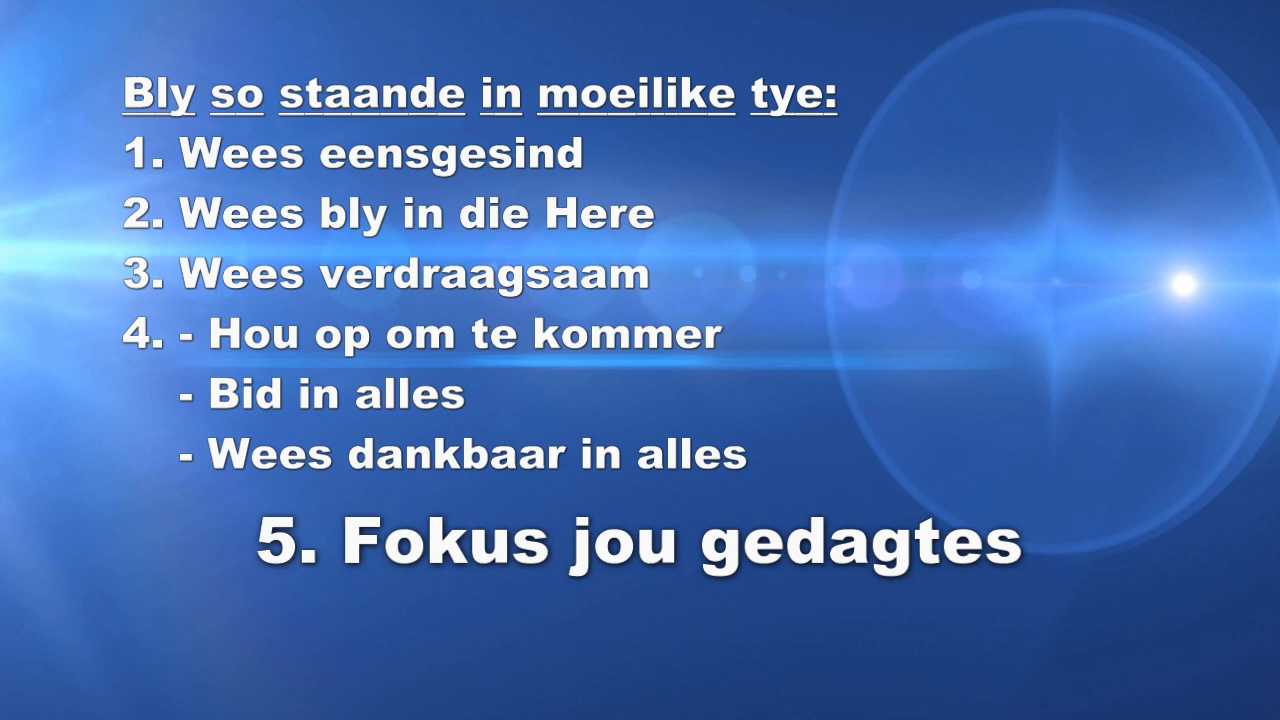 Bly so staande in moeilike tye:
1. Wees eensgesind
2. Wees bly in die Here
3. Wees verdraagsaam
4. - Hou op om te kommer
- Bid in alles
- Wees dankbaar in alles
5. Fokus jou gedagtes